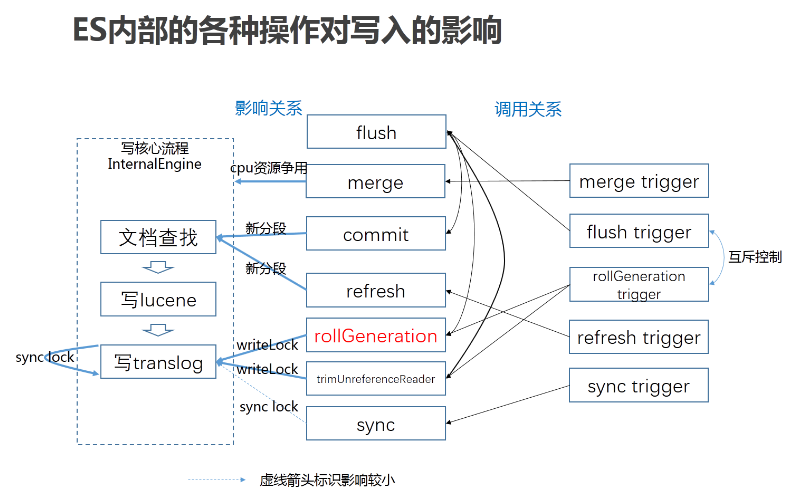 ES内部的各种操作对写入的影响
影响关系
调用关系
写核心流程
InternalEngine
文档查找
写lucene
写translog
sync lock
cpu资源争用
新分段
新分段
writeLock
writeLock
sync lock
flush
merge
commit
refresh
rollGeneration
trimUnreferenceReader
sync
merge trigger
flush trigger
rollGeneration
trigger
refresh trigger
sync trigger
互斥控制
虚线箭头标识影响较小